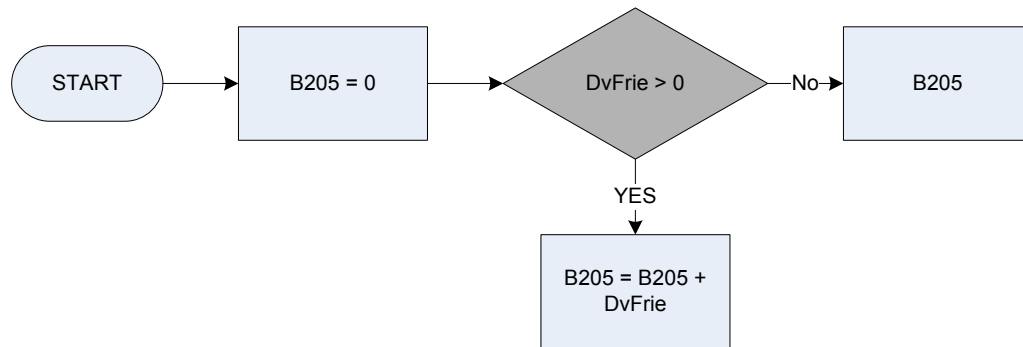 START
B205 = 0
DvFrie > 0
No
B205
YES
B205 = B205 +
DvFrie